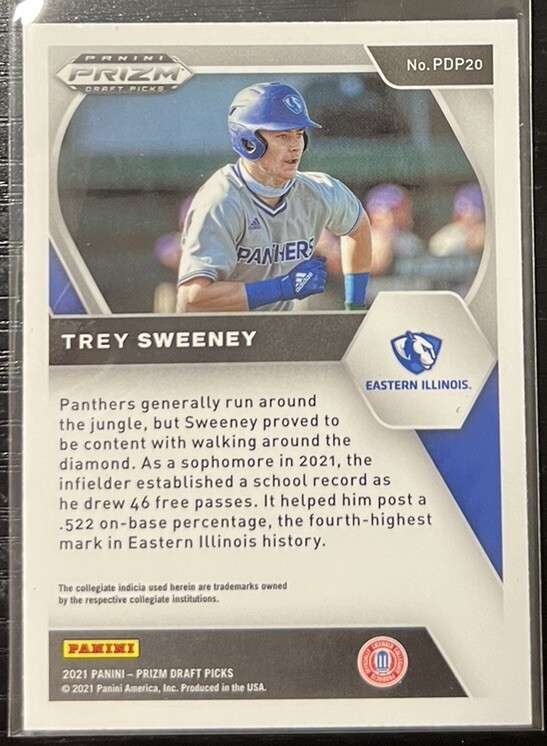 PANINI
PRIZM
DRAFT PICKS
No. PDP20
PANTHERS
TREY SWEENEY
EASTERN ILLINOIS.
Panthers generally run around
the jungle, but Sweeney proved to
be content with walking around the
diamond. As a sophomore in 2021, the
infielder established a school record as
he drew 46 free passes. It helped him post a
.522 on-base percentage, the fourth-highest
mark in Eastern Illinois history.
The collegiate indicia used herein are trademarks owned
by the respective collegiate institutions.
PANINI
2021 PANINI – PRIZM DRAFT PICKS
© 2021 Panini America, Inc. Produced in the USA.
OFFICIALLY LICENSED COLLEGIATE PRODUCTS